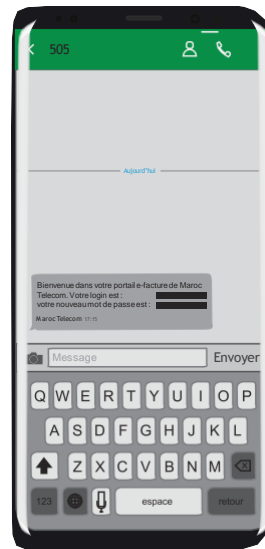 505
Aujourd'hui
Bienvenue dans votre portail e-facture de Maroc
Telecom. Votre login est :
votre nouveau mot de passe est :
Maroc Telecom 11:15
Message Envoyer
Q W E R T Y U I O P
A S D F G H J K L
Z X C V B N M
123 espace retour